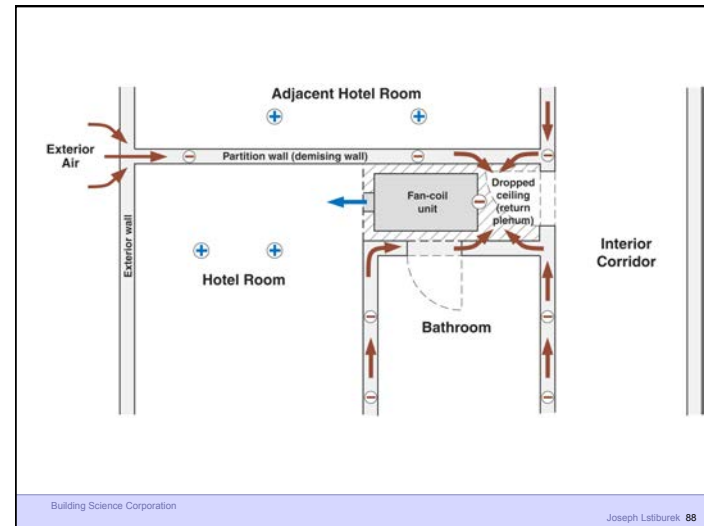 Adjacent Hotel Room
+
+
Exterior
Air
−
Partition wall (demising wall)
−
−
Exterior wall
Fan-coil
unit
−
Dropped
ceiling
(return
plenum)
+
+
Hotel Room
Interior
Corridor
Bathroom
−
−
−
−
Building Science Corporation
Joseph Lstiburek 88